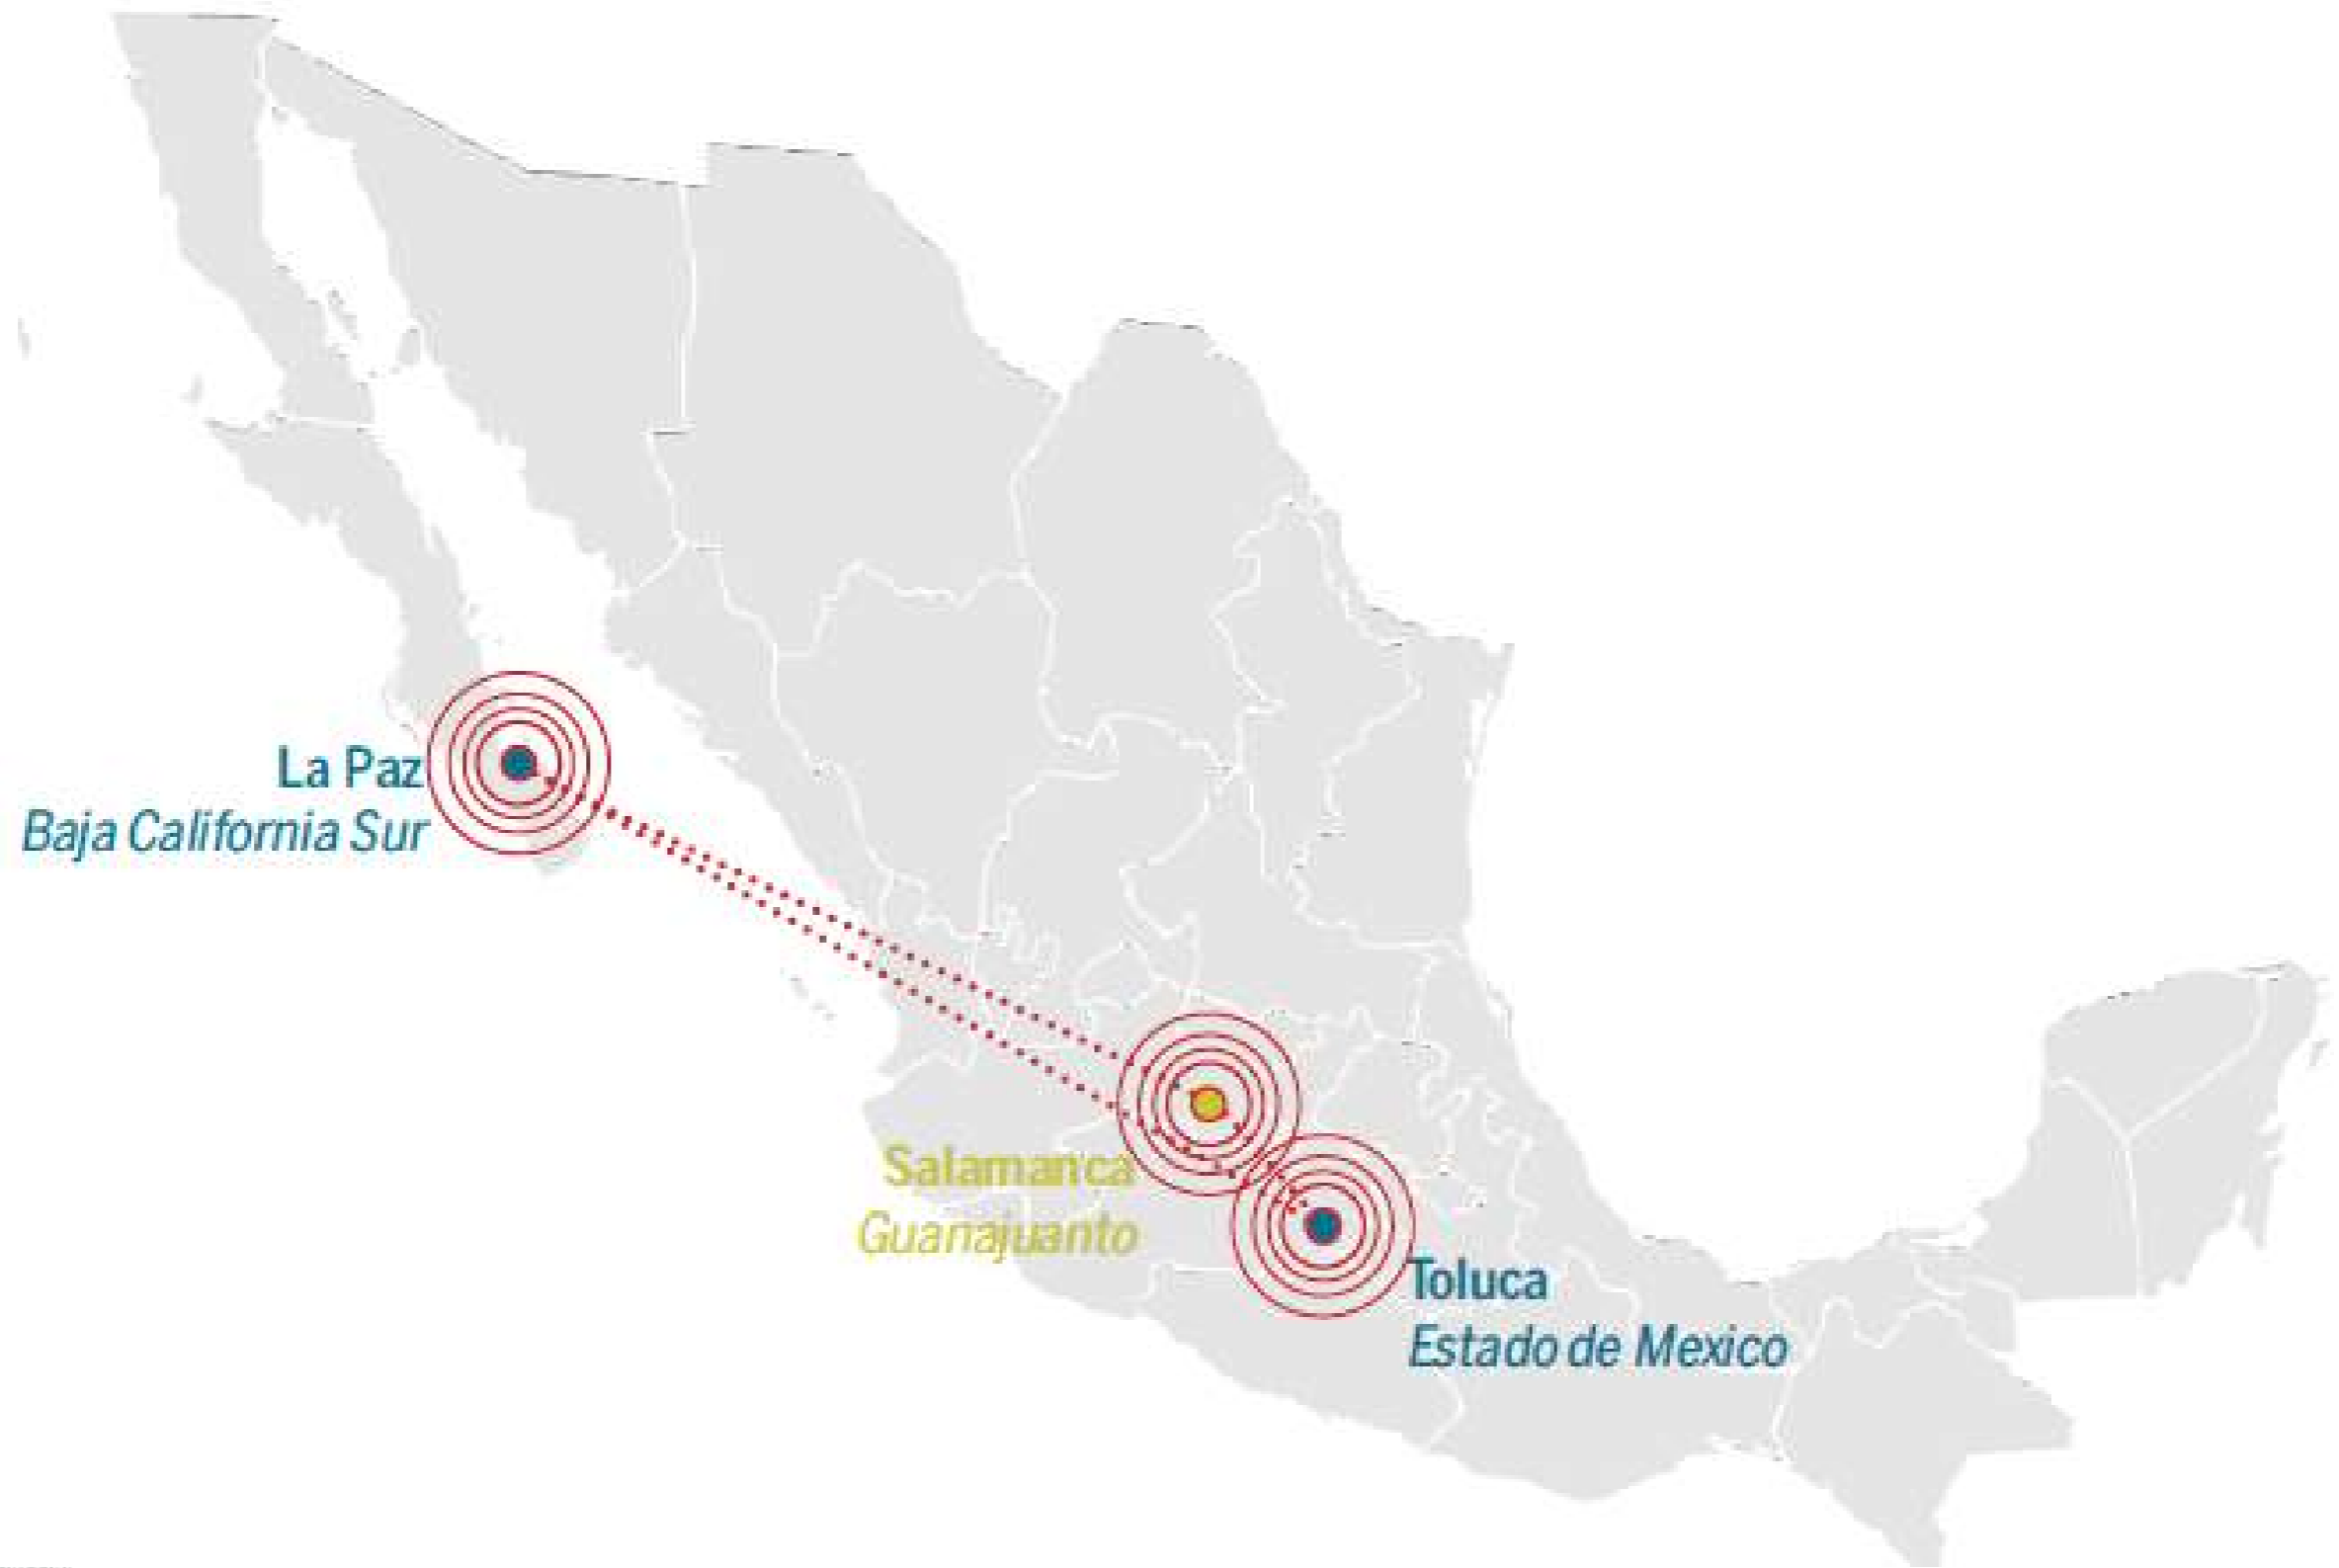 La Paz
Baja California Sur
Salamanca
Guanajuanto
Toluca
Estado de Mexico